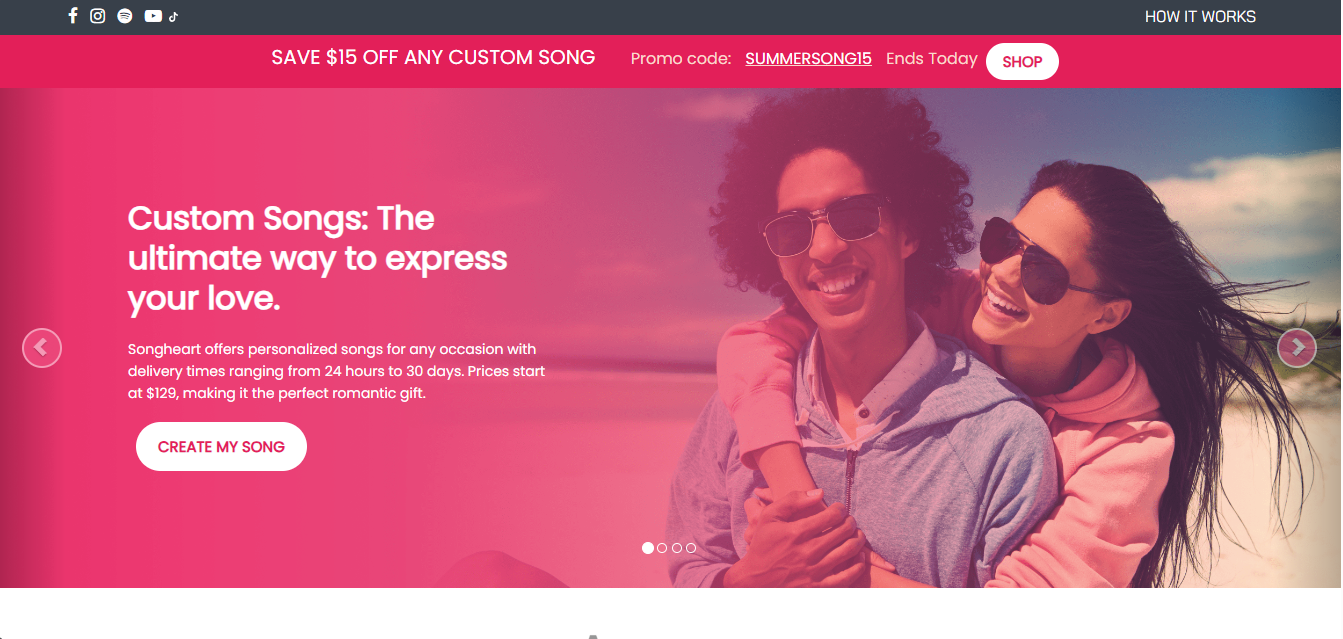 HOW IT WORKS
SAVE $15 OFF ANY CUSTOM SONG Promo code: SUMMERSONG15 Ends Today SHOP
Custom Songs: The
ultimate way to express
your love.
Songheart offers personalized songs for any occasion with
delivery times ranging from 24 hours to 30 days. Prices start
at $129, making it the perfect romantic gift.
CREATE MY SONG